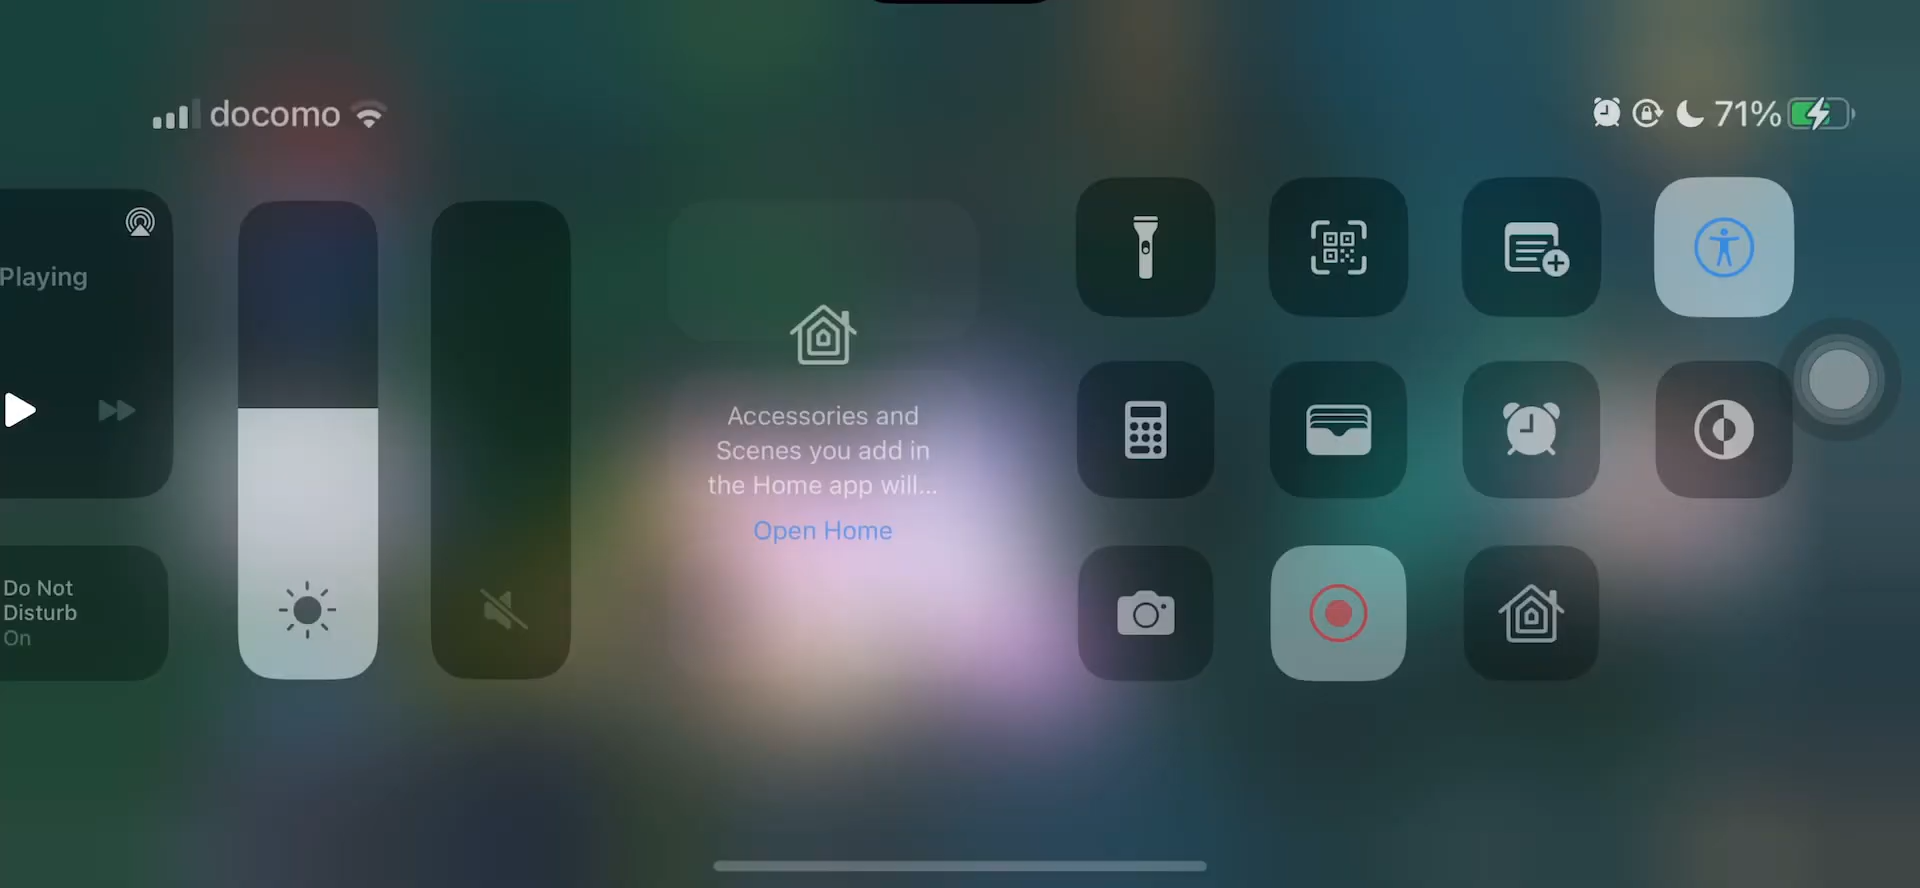 docomo
71%
Playing
Do Not
Disturb
On
Accessories and
Scenes you add in
the Home app will...
Open Home